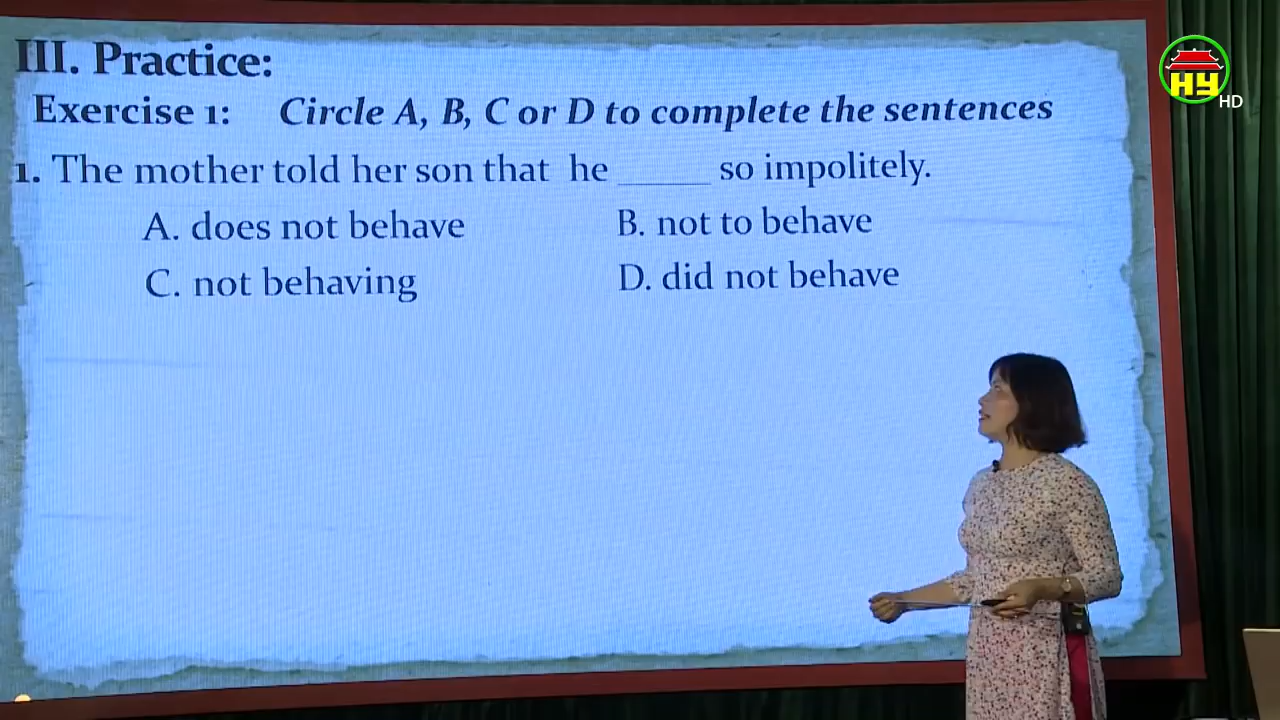 III. Practice:
Exercise 1: Circle A, B, C or D to complete the sentences
1. The mother told her son that he _____ so impolitely.
A. does not behave B. not to behave
C. not behaving D. did not behave
HY
HD